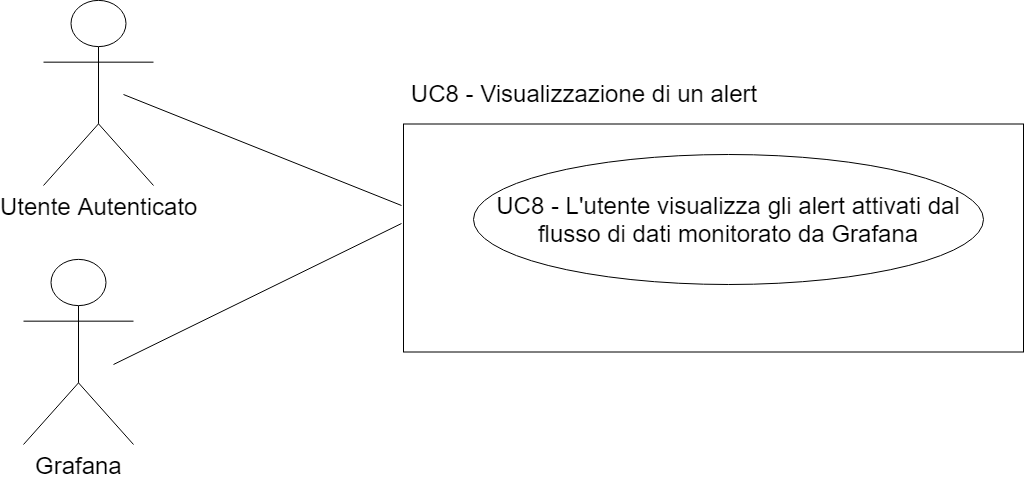 UC8 - Visualizzazione di un alert
UC8 - L'utente visualizza gli alert attivati dal
flusso di dati monitorato da Grafana
Utente Autenticato
Grafana